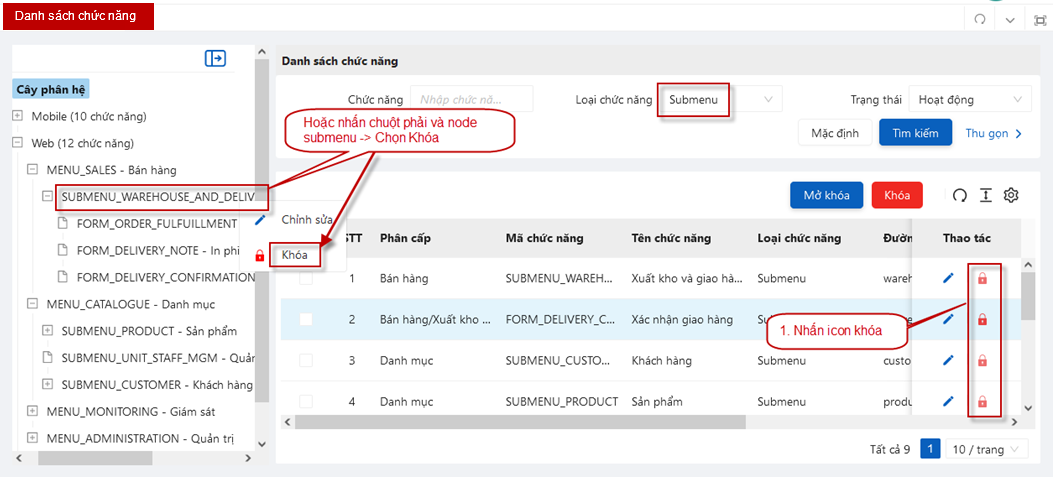 Danh sách chức năng
Cây phân hệ
Mobile (10 chức năng)
Web (12 chức năng)
MENU_SALES - Bán hàng
SUBMENU_WAREHOUSE_AND_DELIV
FORM_ORDER_FULFUILLMENT
FORM_DELIVERY_NOTE - In phi
FORM_DELIVERY_CONFIRMATION
MENU_CATALOGUE - Danh mục
SUBMENU_PRODUCT - Sản phẩm
SUBMENU_UNIT_STAFF_MGM - Quản
SUBMENU_CUSTOMER - Khách hàng
MENU_MONITORING - Giám sát
MENU_ADMINISTRATION - Quản trị
Hoặc nhấn chuột phải và node
submenu -> Chọn Khóa
Chỉnh sửa
Khóa
Danh sách chức năng
Chức năng Nhập chức nă... Loại chức năng Submenu Trạng thái Hoạt động
Mặc định Tìm kiếm Thu gọn
Mở khóa Khóa
STT Phân cấp Mã chức năng Tên chức năng Loại chức năng Đườn Thao tác
1 Bán hàng SUBMENU_WAREH... Xuất kho và giao hà... Submenu wareh
2 Bán hàng/Xuất kho ... FORM_DELIVERY_C... Xác nhận giao hàng
3 Danh mục SUBMENU_CUSTO... Khách hàng Submenu custo
4 Danh mục SUBMENU_PRODUCT Sản phẩm Submenu produ
1. Nhấn icon khóa
Tất cả 9 1 10 / trang